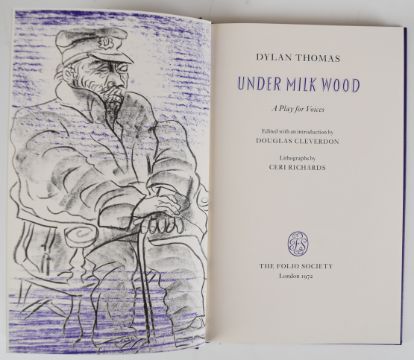 DYLAN THOMAS
UNDER MILK WOOD
A Play for Voices
Edited with an introduction by
DOUGLAS CLEVERDON
Lithographs by
CERI RICHARDS
THE FOLIO SOCIETY
London 1972